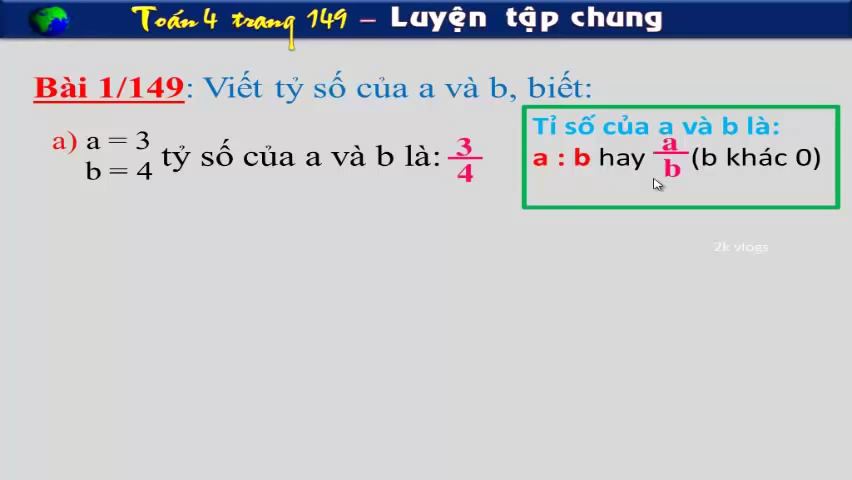 Toán 4 trang 149 – Luyện tập chung
Bài 1/149: Viết tỷ số của a và b, biết:
a) a = 3
b = 4
tỷ số của a và b là: 3/4
Tỉ số của a và b là:
a : b hay a/b (b khác 0)
2k vlogs